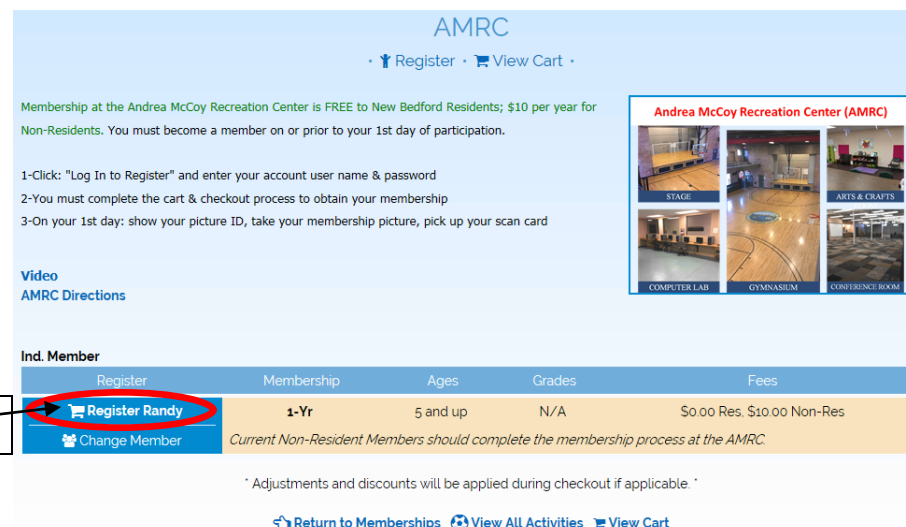 AMRC
• Register • View Cart •
Membership at the Andrea McCoy Recreation Center is FREE to New Bedford Residents; $10 per year for
Non-Residents. You must become a member on or prior to your 1st day of participation.
1-Click: "Log In to Register" and enter your account user name & password
2-You must complete the cart & checkout process to obtain your membership
3-On your 1st day: show your picture ID, take your membership picture, pick up your scan card
Video
AMRC Directions
Andrea McCoy Recreation Center (AMRC)
STAGE
ARTS & CRAFTS
COMPUTER LAB
GYMNASIUM
CONFERENCE ROOM
Ind. Member
Register Membership Ages Grades Fees
Register Randy 1-Yr 5 and up N/A $0.00 Res, $10.00 Non-Res
Change Member Current Non-Resident Members should complete the membership process at the AMRC.
* Adjustments and discounts will be applied during checkout if applicable. *
Return to Memberships View All Activities View Cart